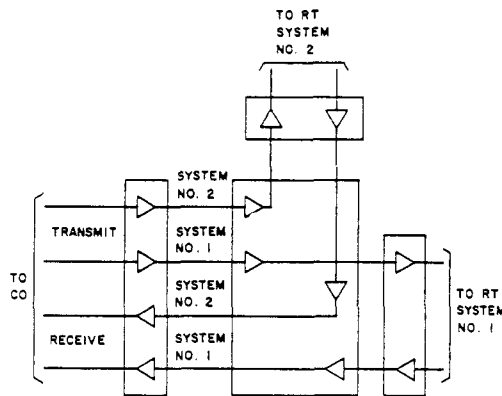 TO RT
SYSTEM
NO. 2
SYSTEM
NO. 2
TRANSMIT
SYSTEM
NO. 1
TO
CO
SYSTEM
NO. 2
TO RT
SYSTEM
NO. 1
RECEIVE
SYSTEM
NO. 1